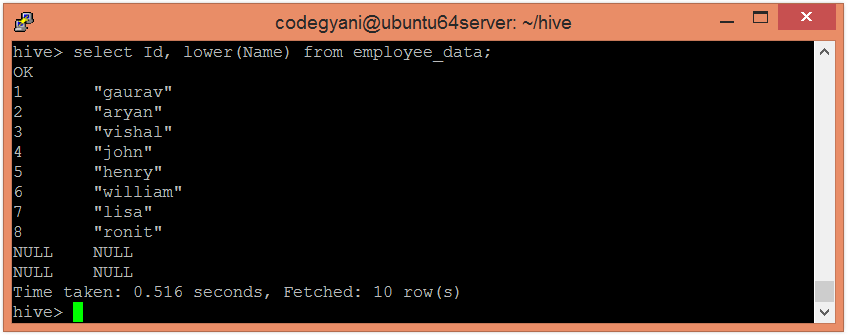 codegyani@ubuntu64server: ~/hive
hive> select Id, lower(Name) from employee_data;
OK
1       "gaurav"
2       "aryan"
3       "vishal"
4       "john"
5       "henry"
6       "william"
7       "lisa"
8       "ronit"
NULL    NULL
NULL    NULL
Time taken: 0.516 seconds, Fetched: 10 row(s)
hive>